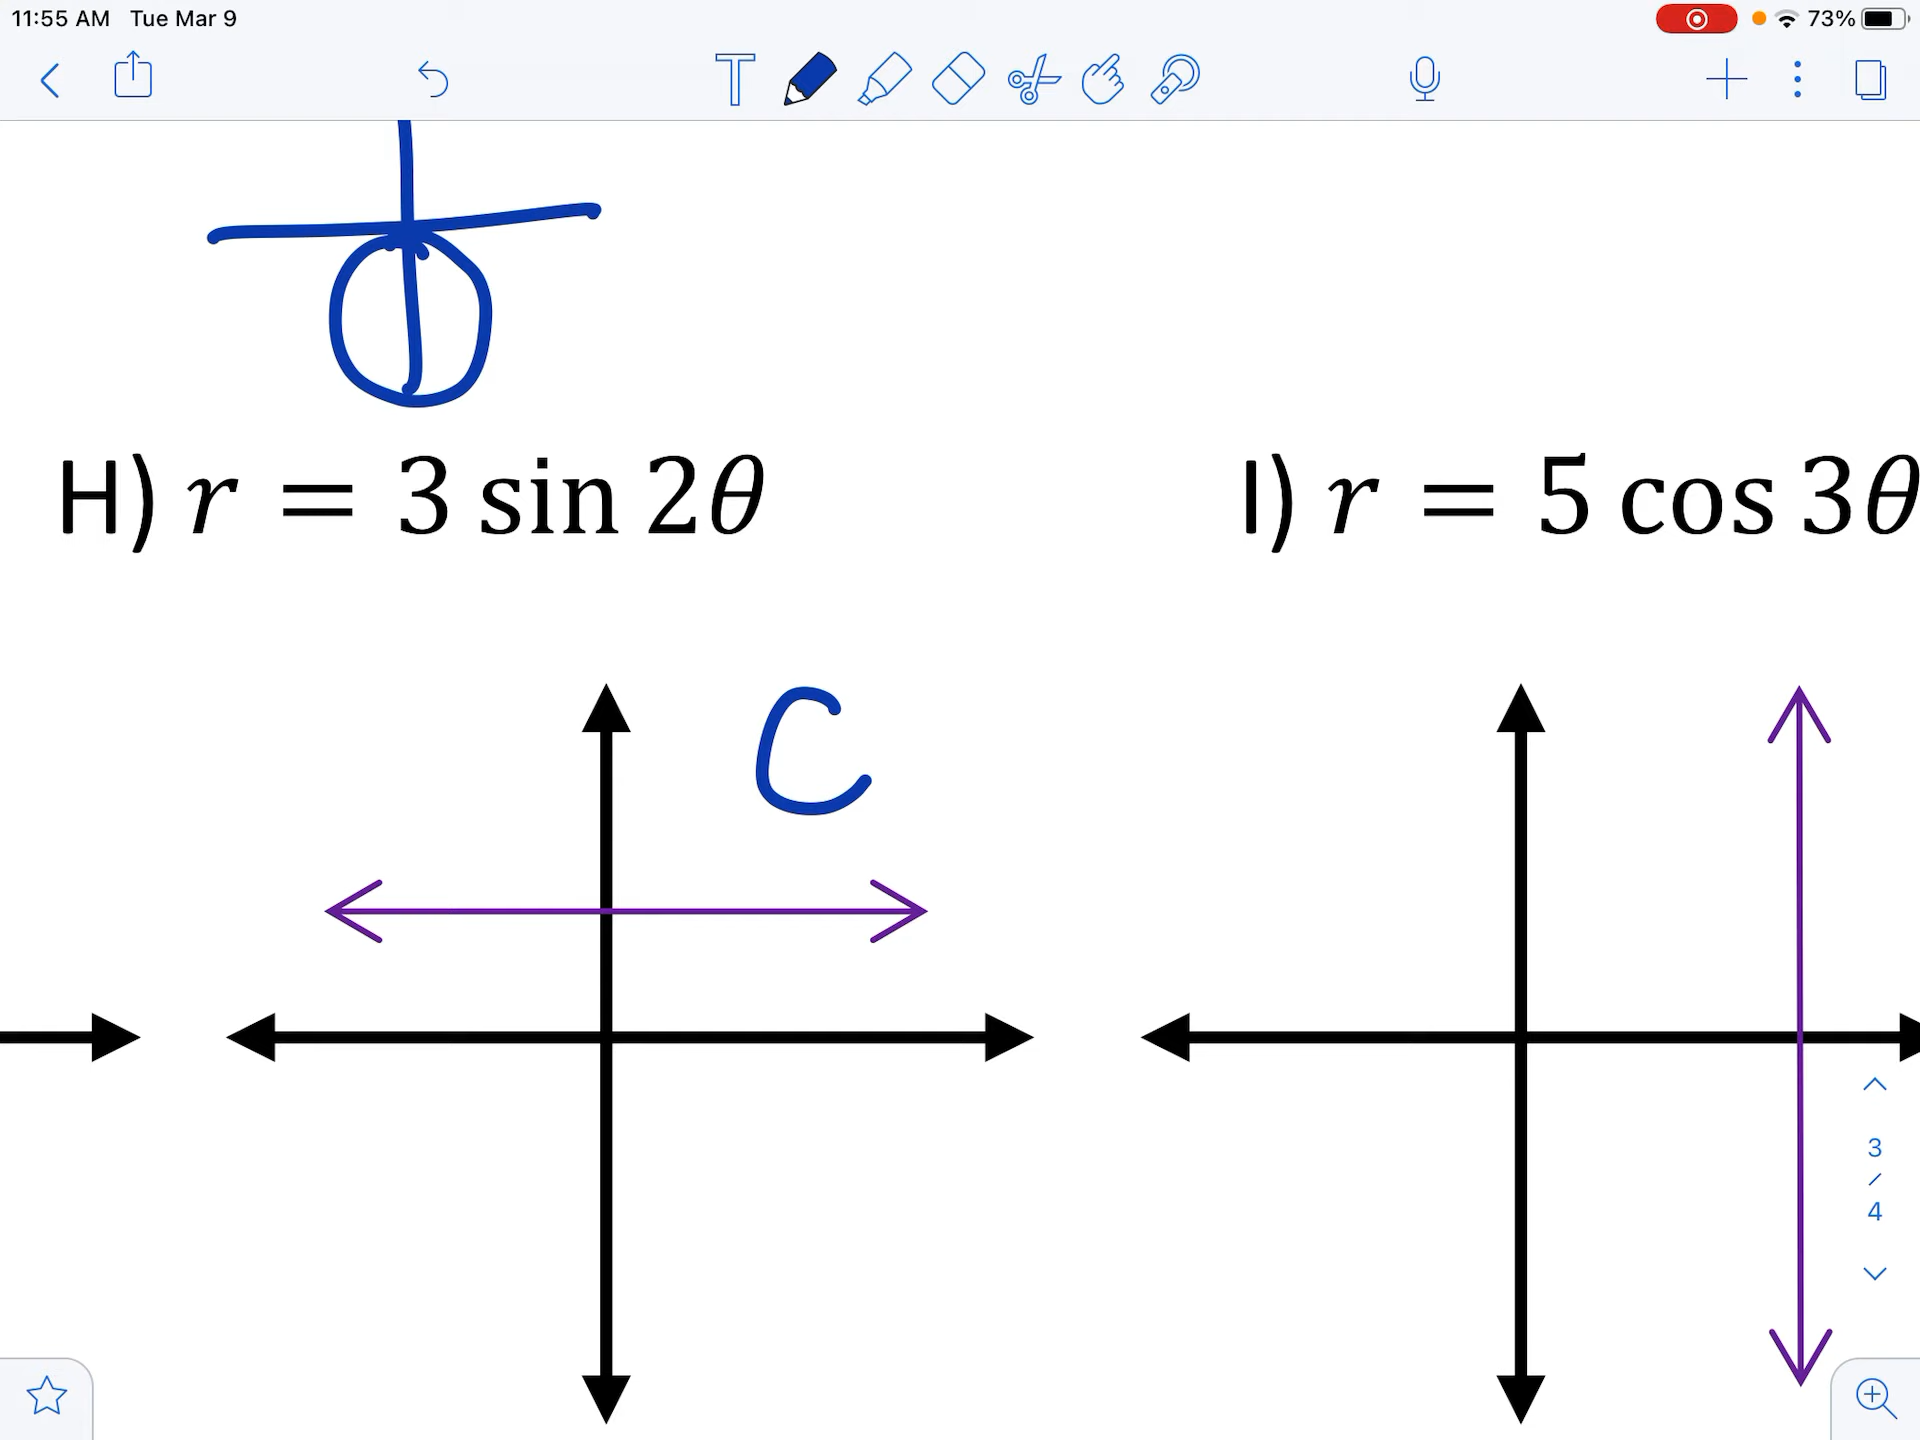 11:55 AM Tue Mar 9 73%
T
H) r = 3 sin 2θ
I) r = 5 cos 3θ
C
3
/
4